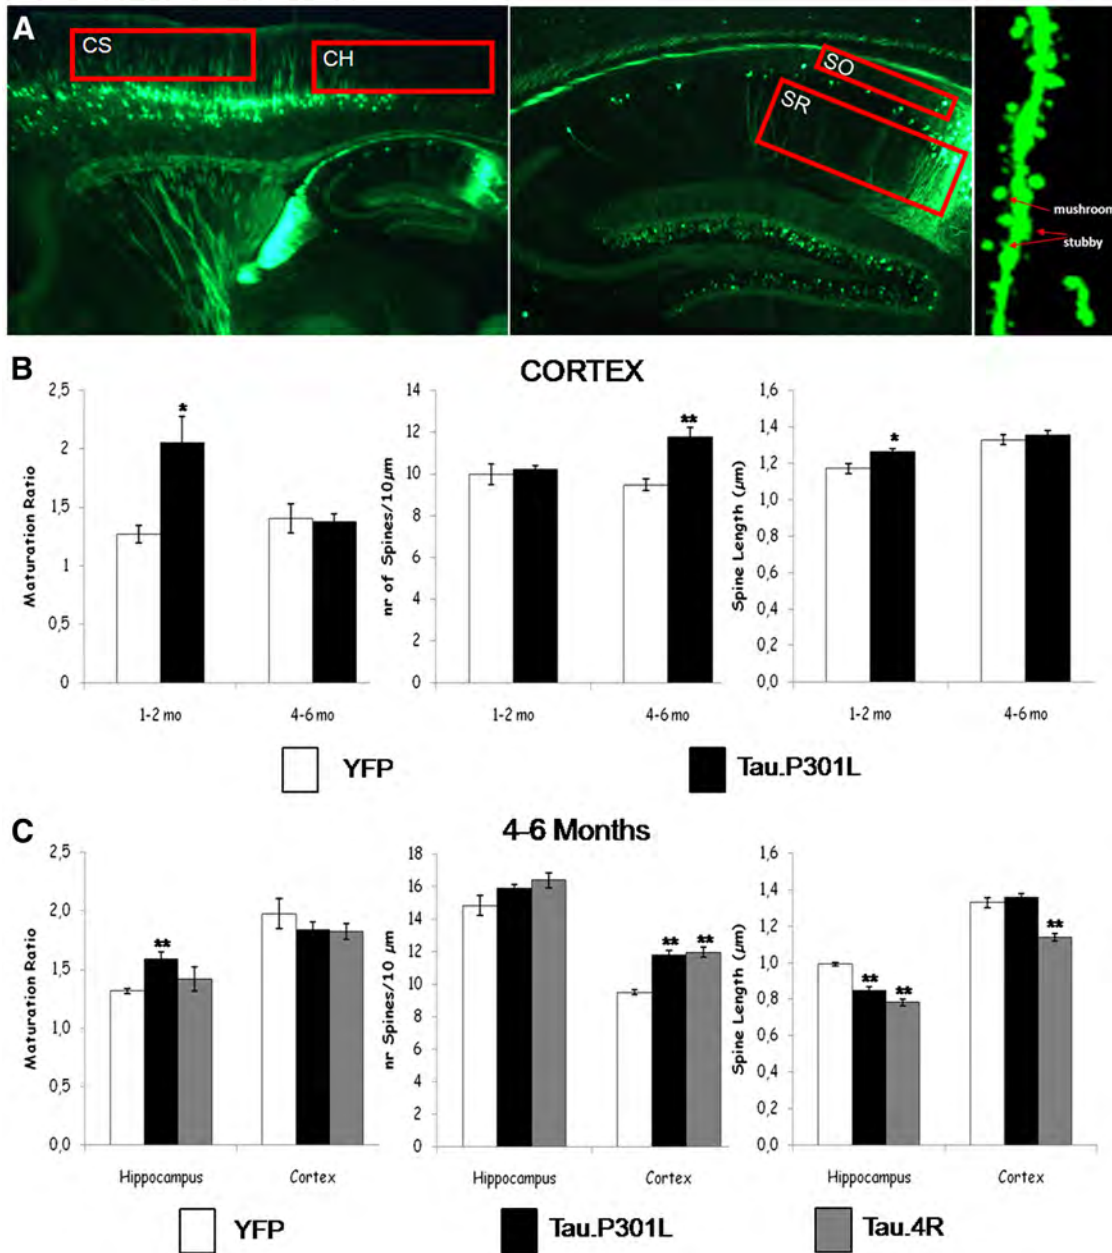 A
CS
CH
SO
SR
mushroom
stubby
B
CORTEX
Maturation Ratio
2,5
2
1,5
1
0,5
0
1-2 mo
4-6 mo
*
nr of Spines/10µm
14
12
10
8
6
4
2
0
1-2 mo
4-6 mo
**
Spine Length (µm)
1,6
1,4
1,2
1,0
0,8
0,6
0,4
0,2
0,0
1-2 mo
4-6 mo
*
YFP
Tau.P301L
C
4-6 Months
Maturation Ratio
2,5
2,0
1,5
1,0
0,5
0,0
Hippocampus
Cortex
**
nr Spines/10 µm
18
16
14
12
10
8
6
4
2
0
Hippocampus
Cortex
** **
Spine Length (µm)
1,6
1,4
1,2
1,0
0,8
0,6
0,4
0,2
0,0
Hippocampus
Cortex
** **
**
YFP
Tau.P301L
Tau.4R